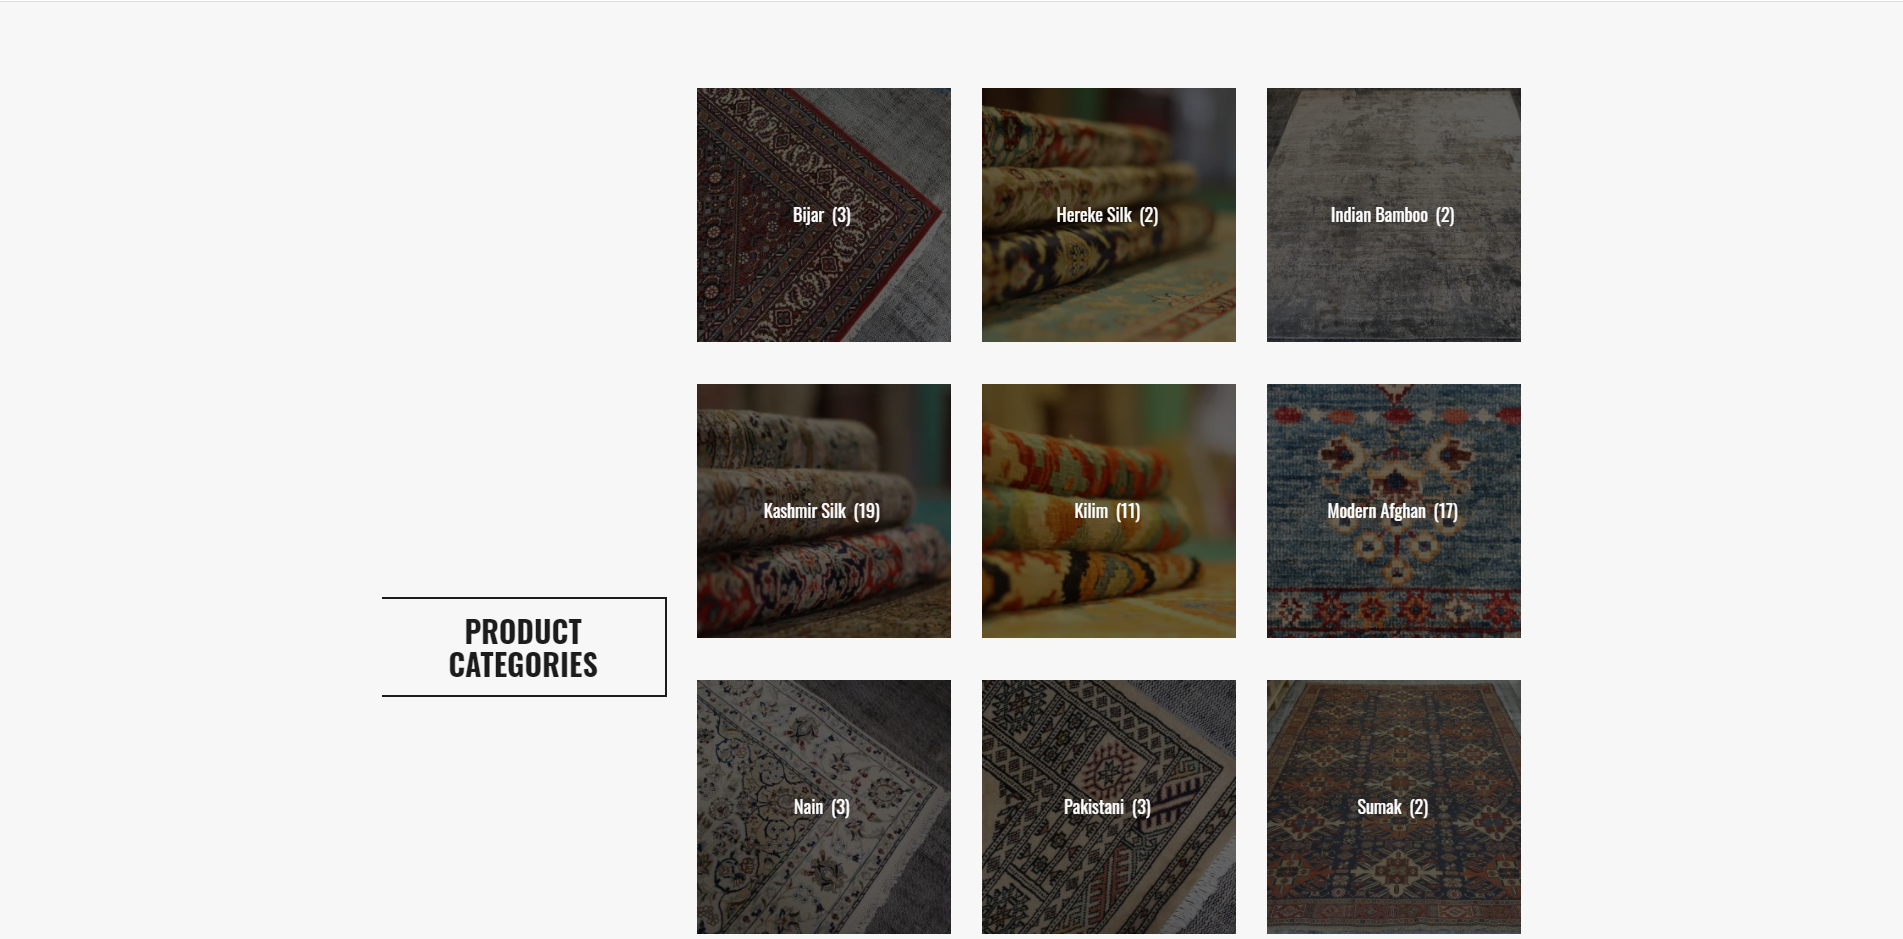 Bijar (3)
Hereke Silk (2)
Indian Bamboo (2)
Kashmir Silk (19)
Kilim (11)
Modern Afghan (17)
PRODUCT
CATEGORIES
Nain (3)
Pakistani (3)
Sumak (2)